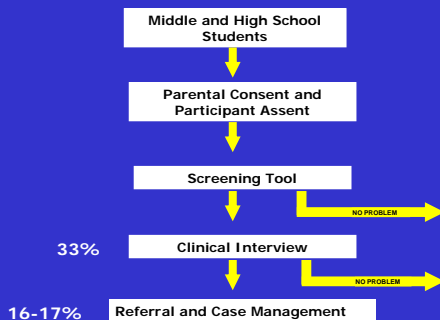 Middle and High School
Students
Parental Consent and
Participant Assent
Screening Tool
NO PROBLEM
33%
Clinical Interview
NO PROBLEM
16-17%
Referral and Case Management